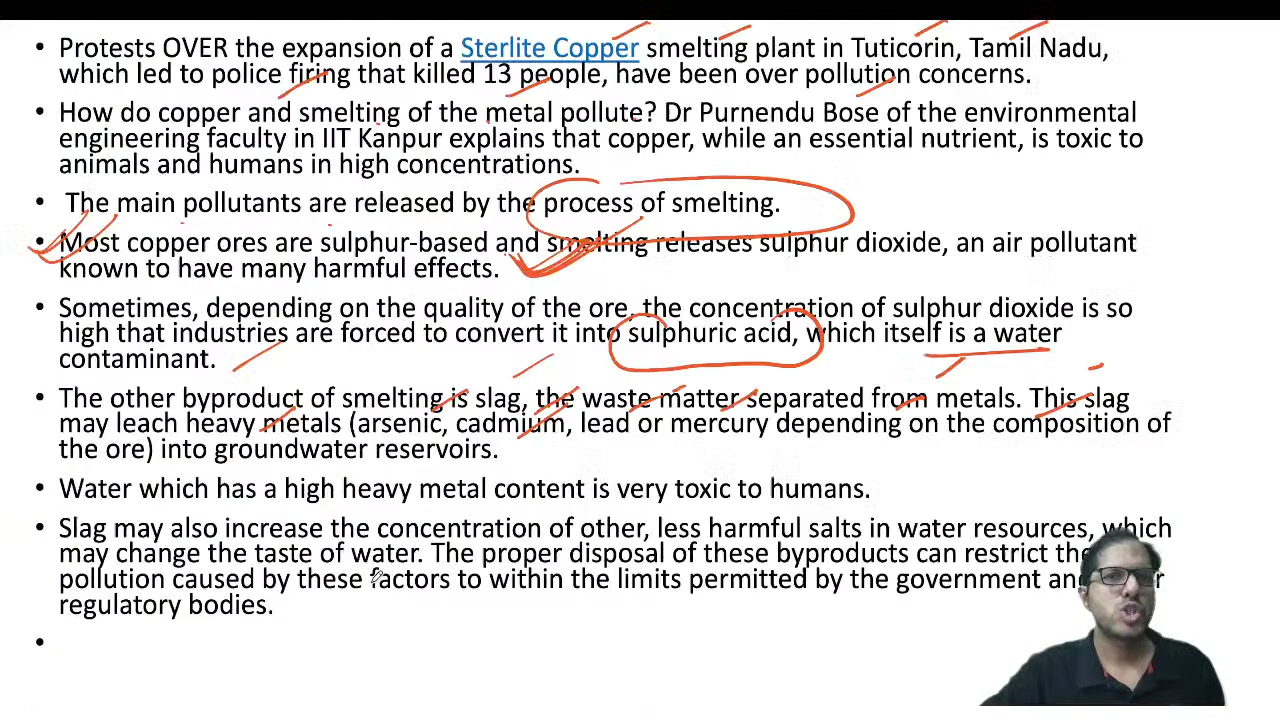 • Protests OVER the expansion of a Sterlite Copper smelting plant in Tuticorin, Tamil Nadu,
which led to police firing that killed 13 people, have been over pollution concerns.
• How do copper and smelting of the metal pollute? Dr Purnendu Bose of the environmental
engineering faculty in IIT Kanpur explains that copper, while an essential nutrient, is toxic to
animals and humans in high concentrations.
• The main pollutants are released by the process of smelting.
• Most copper ores are sulphur-based and smelting releases sulphur dioxide, an air pollutant
known to have many harmful effects.
• Sometimes, depending on the quality of the ore, the concentration of sulphur dioxide is so
high that industries are forced to convert it into sulphuric acid, which itself is a water
contaminant.
• The other byproduct of smelting is slag, the waste matter separated from metals. This slag
may leach heavy metals (arsenic, cadmium, lead or mercury depending on the composition of
the ore) into groundwater reservoirs.
• Water which has a high heavy metal content is very toxic to humans.
• Slag may also increase the concentration of other, less harmful salts in water resources, which
may change the taste of water. The proper disposal of these byproducts can restrict the
pollution caused by these factors to within the limits permitted by the government and
regulatory bodies.
•